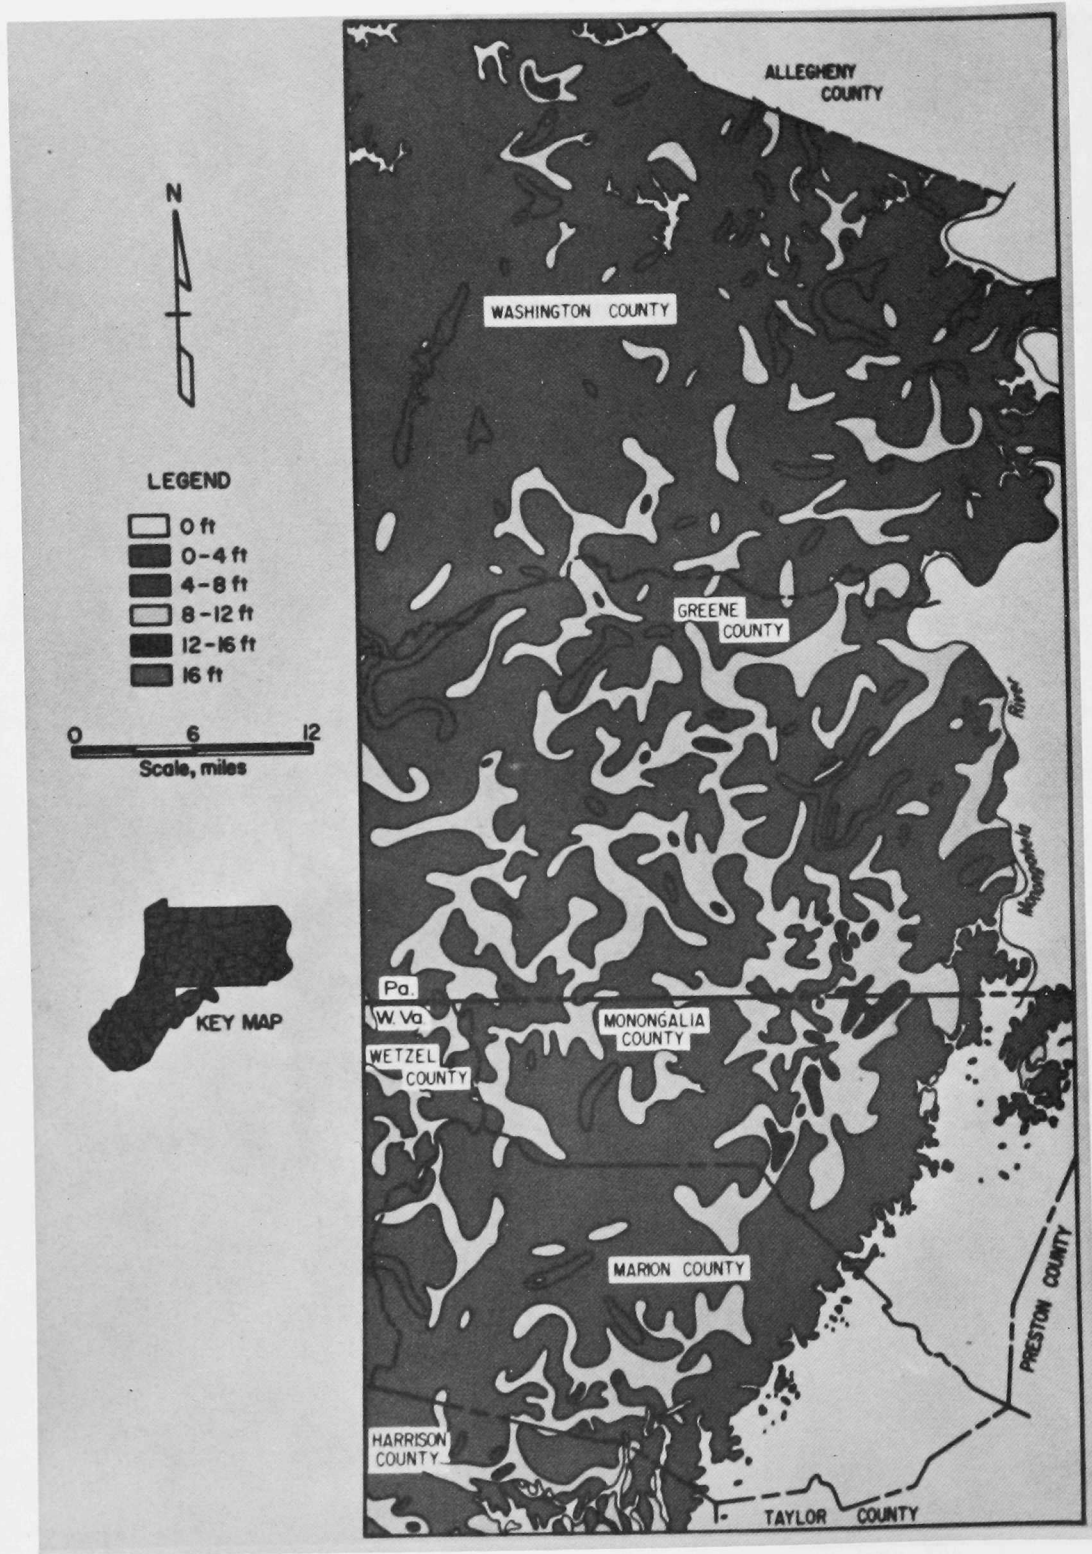 N
LEGEND
0 ft
0-4 ft
4-8 ft
8-12 ft
12-16 ft
16 ft
0 6 12
Scale, miles
KEY MAP
ALLEGHENY
COUNTY
WASHINGTON COUNTY
GREENE
COUNTY
River
Monongahela
Pa.
W. Va.
MONONGALIA
COUNTY
WETZEL
COUNTY
MARION COUNTY
PRESTON COUNTY
HARRISON
COUNTY
TAYLOR COUNTY